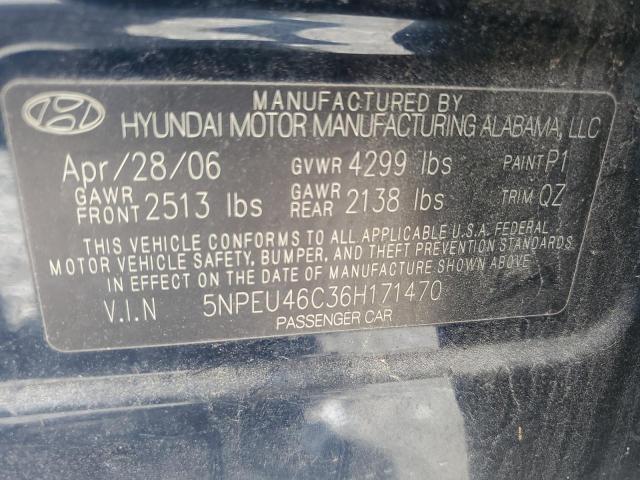 MANUFACTURED BY
HYUNDAI MOTOR MANUFACTURING ALABAMA, LLC
Apr/28/06 GVWR 4299 lbs PAINT P1
GAWR FRONT 2513 lbs GAWR REAR 2138 lbs TRIM QZ
THIS VEHICLE CONFORMS TO ALL APPLICABLE U.S.A. FEDERAL
MOTOR VEHICLE SAFETY, BUMPER, AND THEFT PREVENTION STANDARDS
IN EFFECT ON THE DATE OF MANUFACTURE SHOWN ABOVE.
V.I.N 5NPEU46C36H171470
PASSENGER CAR